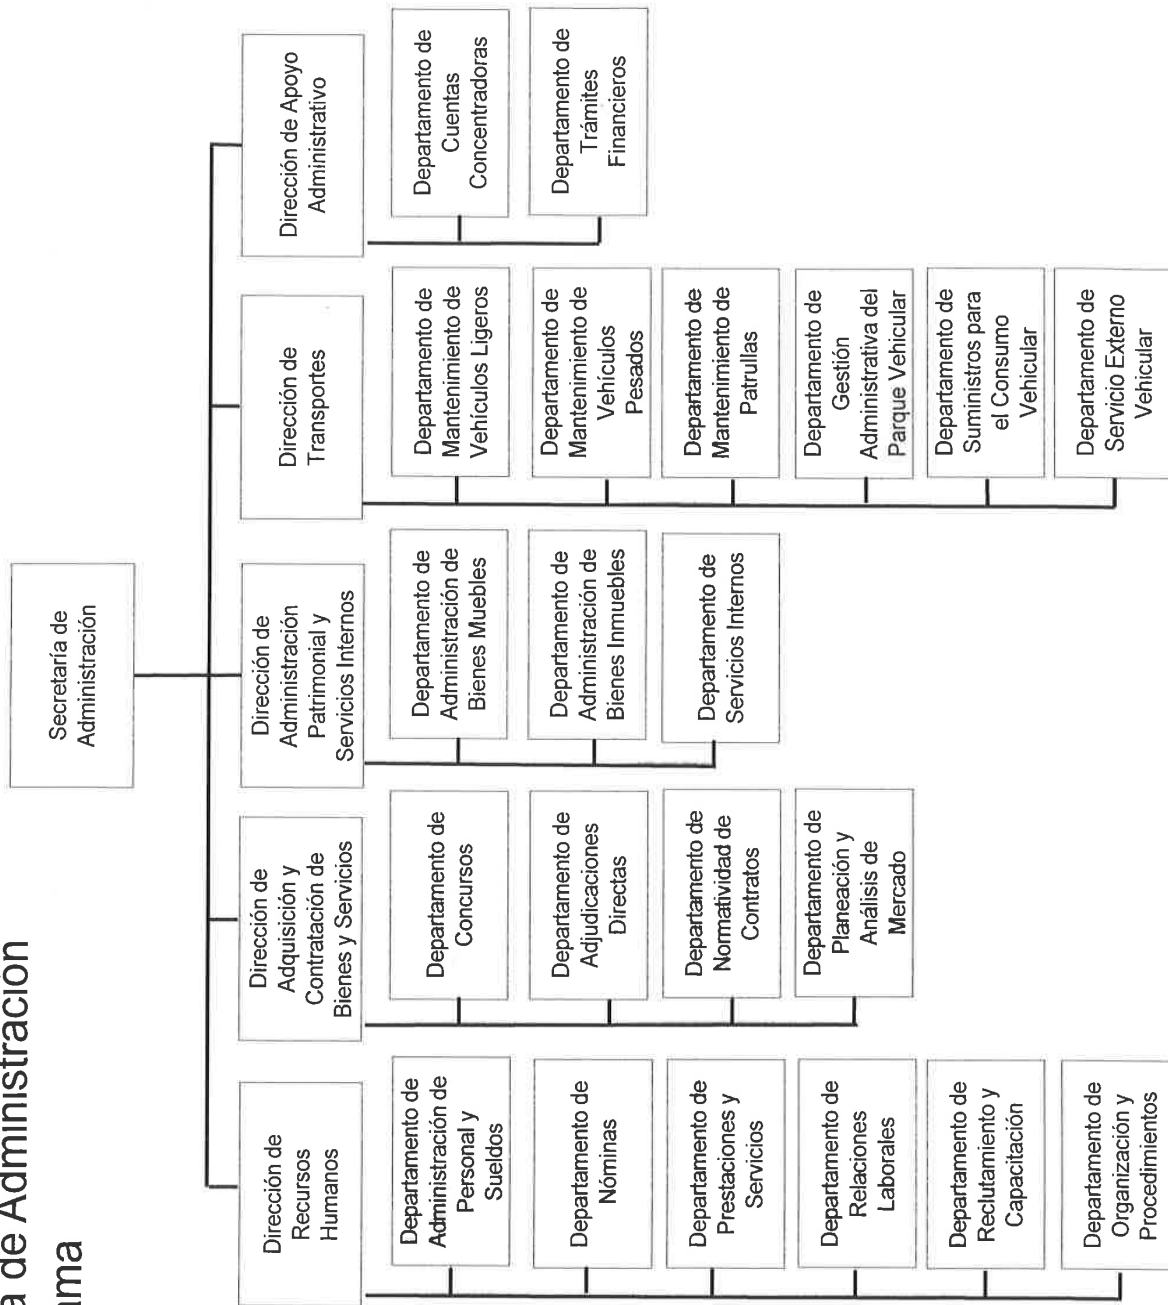 a de Administración
ama
Secretaría de
Administración
Dirección de
Recursos
Humanos
Departamento de
Administración de
Personal y
Sueldos
Departamento de
Nóminas
Departamento de
Prestaciones y
Servicios
Departamento de
Relaciones
Laborales
Departamento de
Reclutamiento y
Capacitación
Departamento de
Organización y
Procedimientos
Dirección de
Adquisición y
Contratación de
Bienes y Servicios
Departamento de
Concursos
Departamento de
Adjudicaciones
Directas
Departamento de
Normatividad de
Contratos
Departamento de
Planeación y
Análisis de
Mercado
Dirección de
Administración
Patrimonial y
Servicios Internos
Departamento de
Administración de
Bienes Muebles
Departamento de
Administración de
Bienes Inmuebles
Departamento de
Servicios Internos
Dirección de
Transportes
Departamento de
Mantenimiento de
Vehículos Ligeros
Departamento de
Mantenimiento de
Vehículos
Pesados
Departamento de
Mantenimiento de
Patrullas
Departamento de
Gestión
Administrativa del
Parque Vehicular
Departamento de
Suministros para
el Consumo
Vehicular
Departamento de
Servicio Externo
Vehicular
Dirección de Apoyo
Administrativo
Departamento de
Cuentas
Concentradoras
Departamento de
Trámites
Financieros